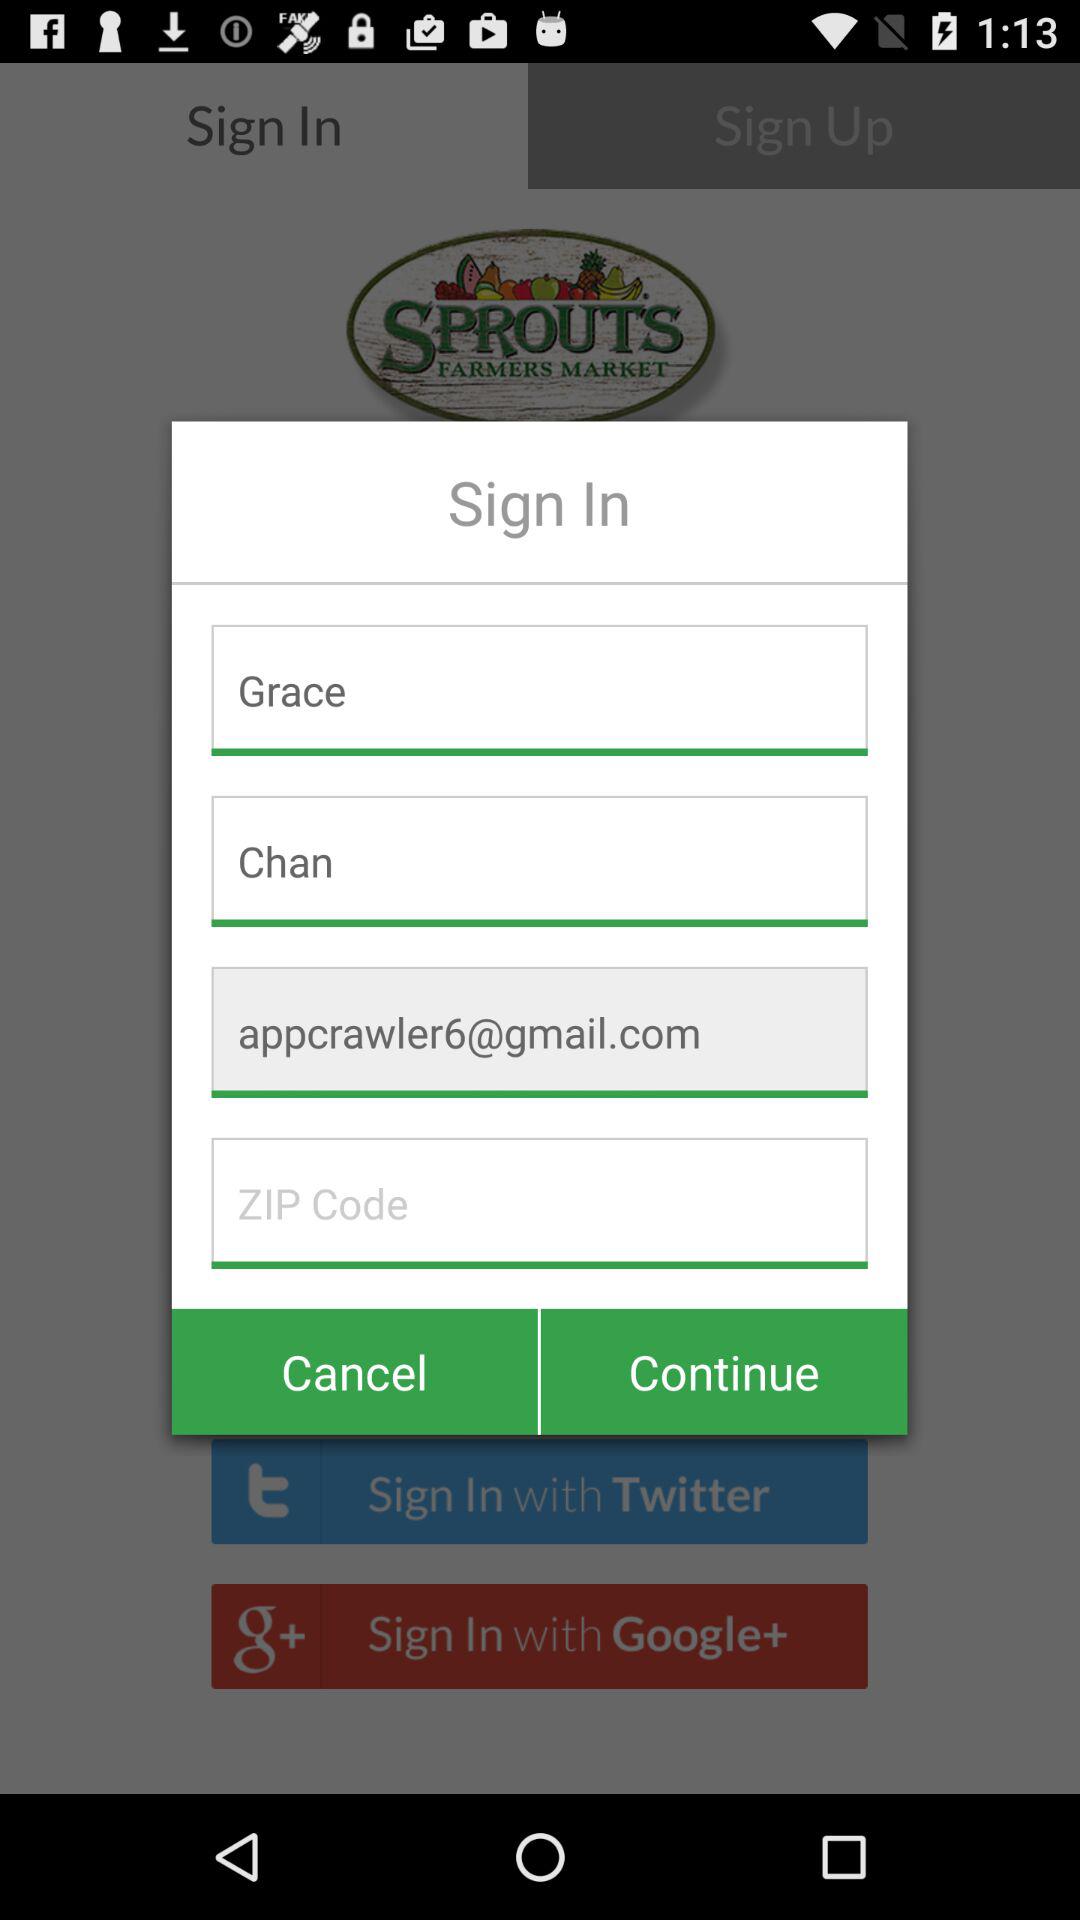 FAKE
1:13
Sign In
Sign Up
SPROUTS
FARMERS MARKET
Sign In
Grace
Chan
appcrawler6@gmail.com
ZIP Code
Cancel
Continue
t
Sign In with Twitter
g+
Sign In with Google+